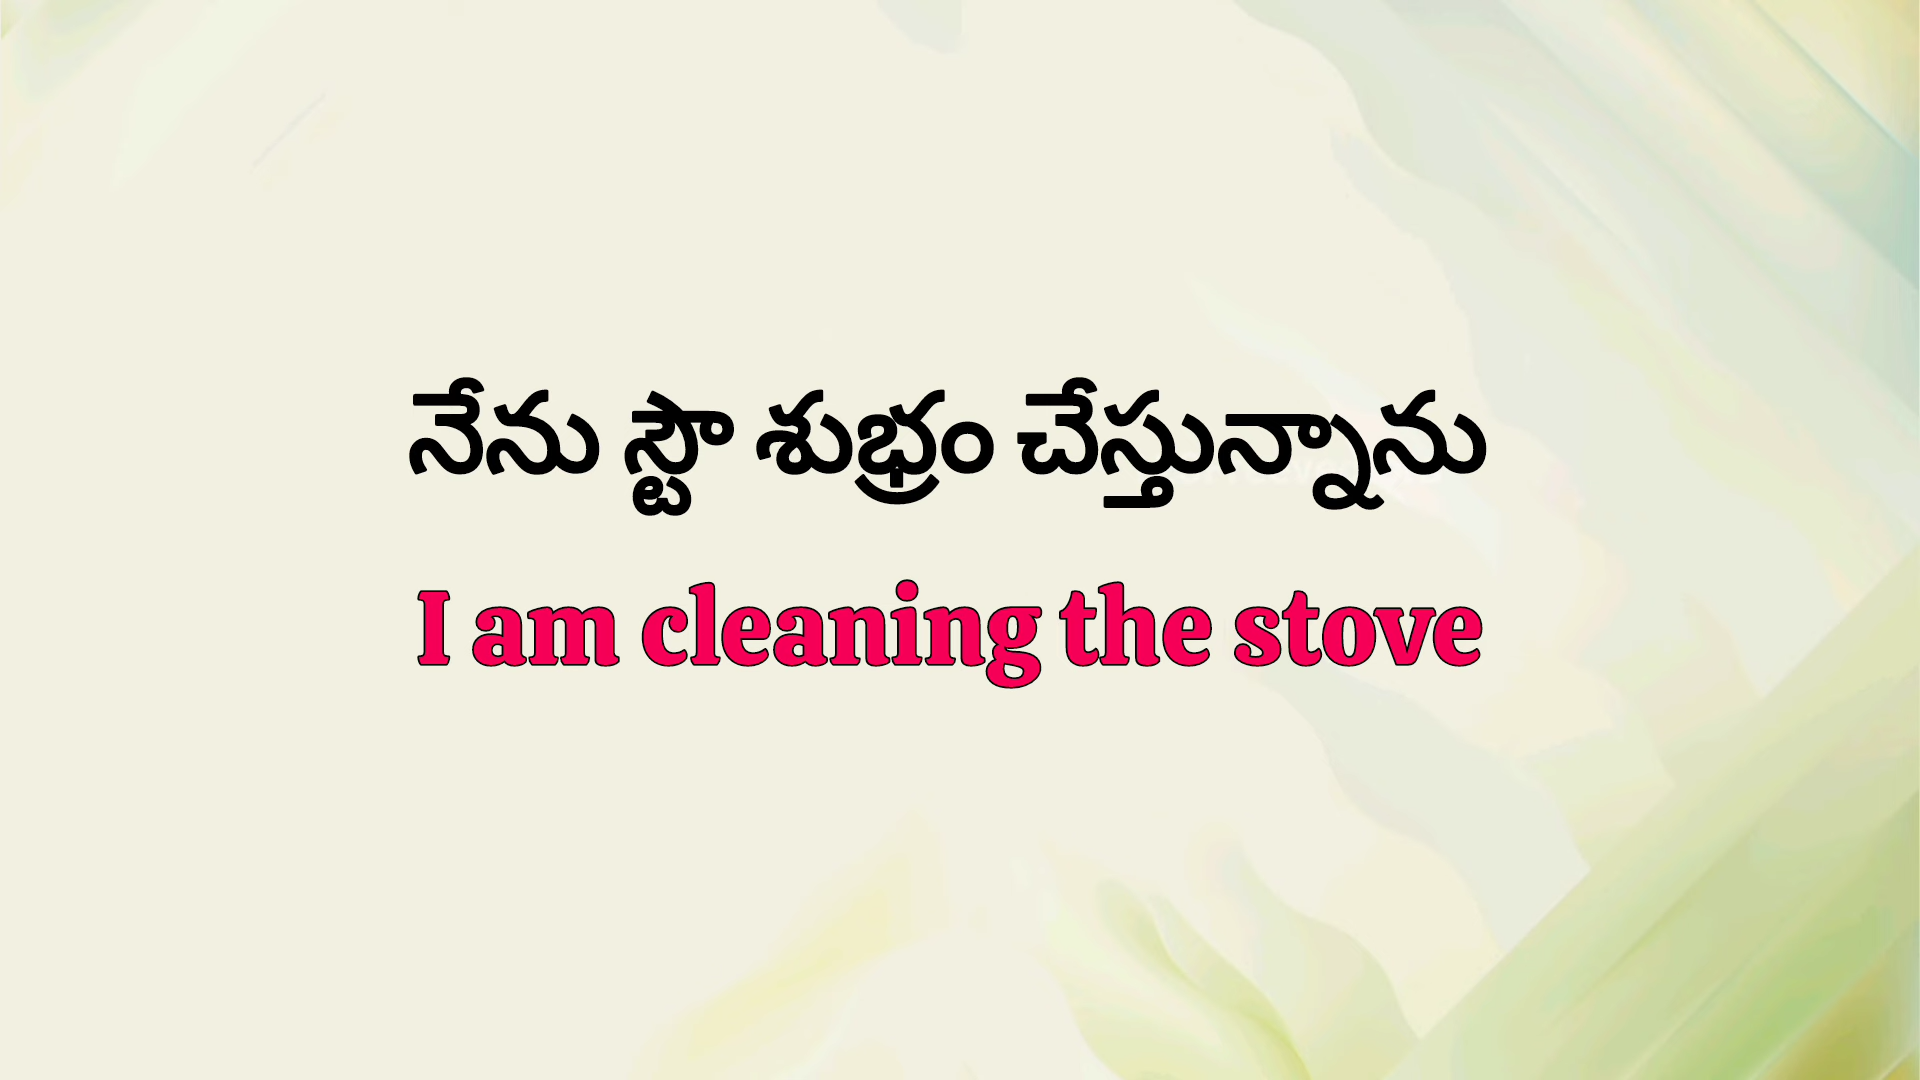 నేను స్టౌ శుభ్రం చేస్తున్నాను
I am cleaning the stove